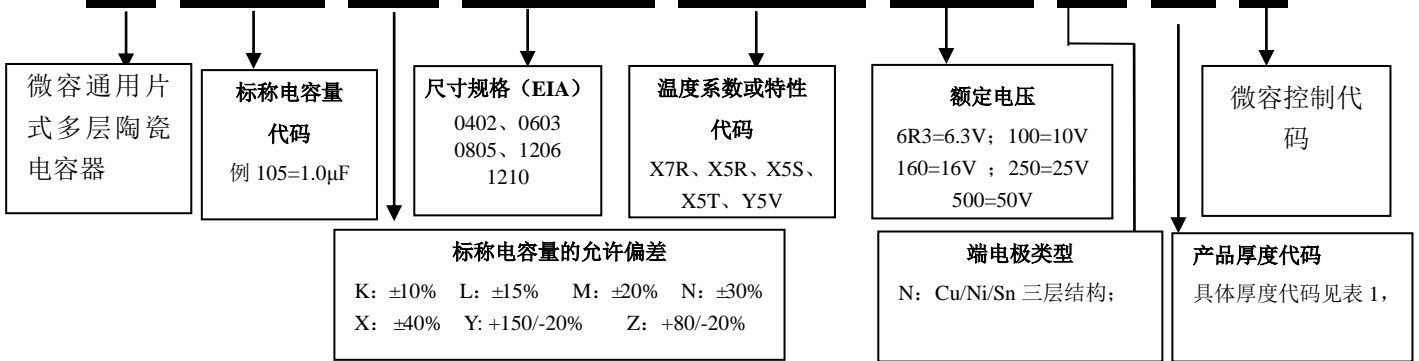 微容通用片
式多层陶瓷
电容器
标称电容量
代码
例 105=1.0μF
尺寸规格（EIA）
0402、0603
0805、1206
1210
温度系数或特性
代码
X7R、X5R、X5S、
X5T、Y5V
额定电压
6R3=6.3V；100=10V
160=16V ；250=25V
500=50V
微容控制代
码
标称电容量的允许偏差
K：±10% L：±15% M：±20% N：±30%
X：±40% Y: +150/-20% Z：+80/-20%
端电极类型
N：Cu/Ni/Sn 三层结构；
产品厚度代码
具体厚度代码见表 1，